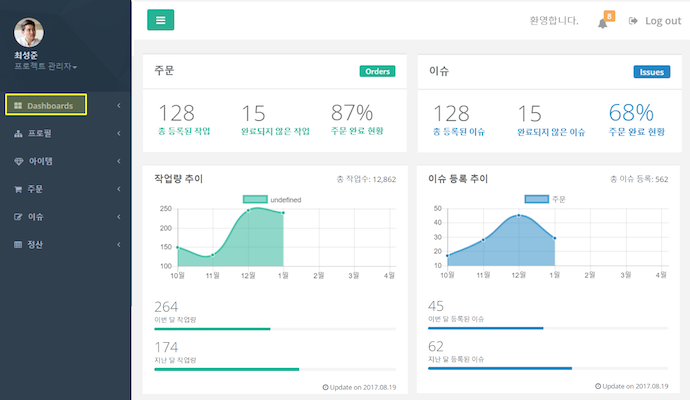 최성준
프로젝트 관리자
Dashboards
프로필
아이템
주문
이슈
정산
환영합니다.
8
Log out
주문
Orders
128
총 등록된 작업
15
완료되지 않은 작업
87%
주문 완료 현황
이슈
Issues
128
총 등록된 이슈
15
완료되지 않은 이슈
68%
주문 완료 현황
작업량 추이
총 작업수: 12,862
undefined
250
200
150
100
10월 11월 12월 1월 2월 3월 4월
264
이번 달 작업량
174
지난 달 작업량
Update on 2017.08.19
이슈 등록 추이
총 이슈 등록: 562
주문
50
40
30
20
10
10월 11월 12월 1월 2월 3월 4월
45
이번 달 등록된 이슈
62
지난 달 등록된 이슈
Update on 2017.08.19